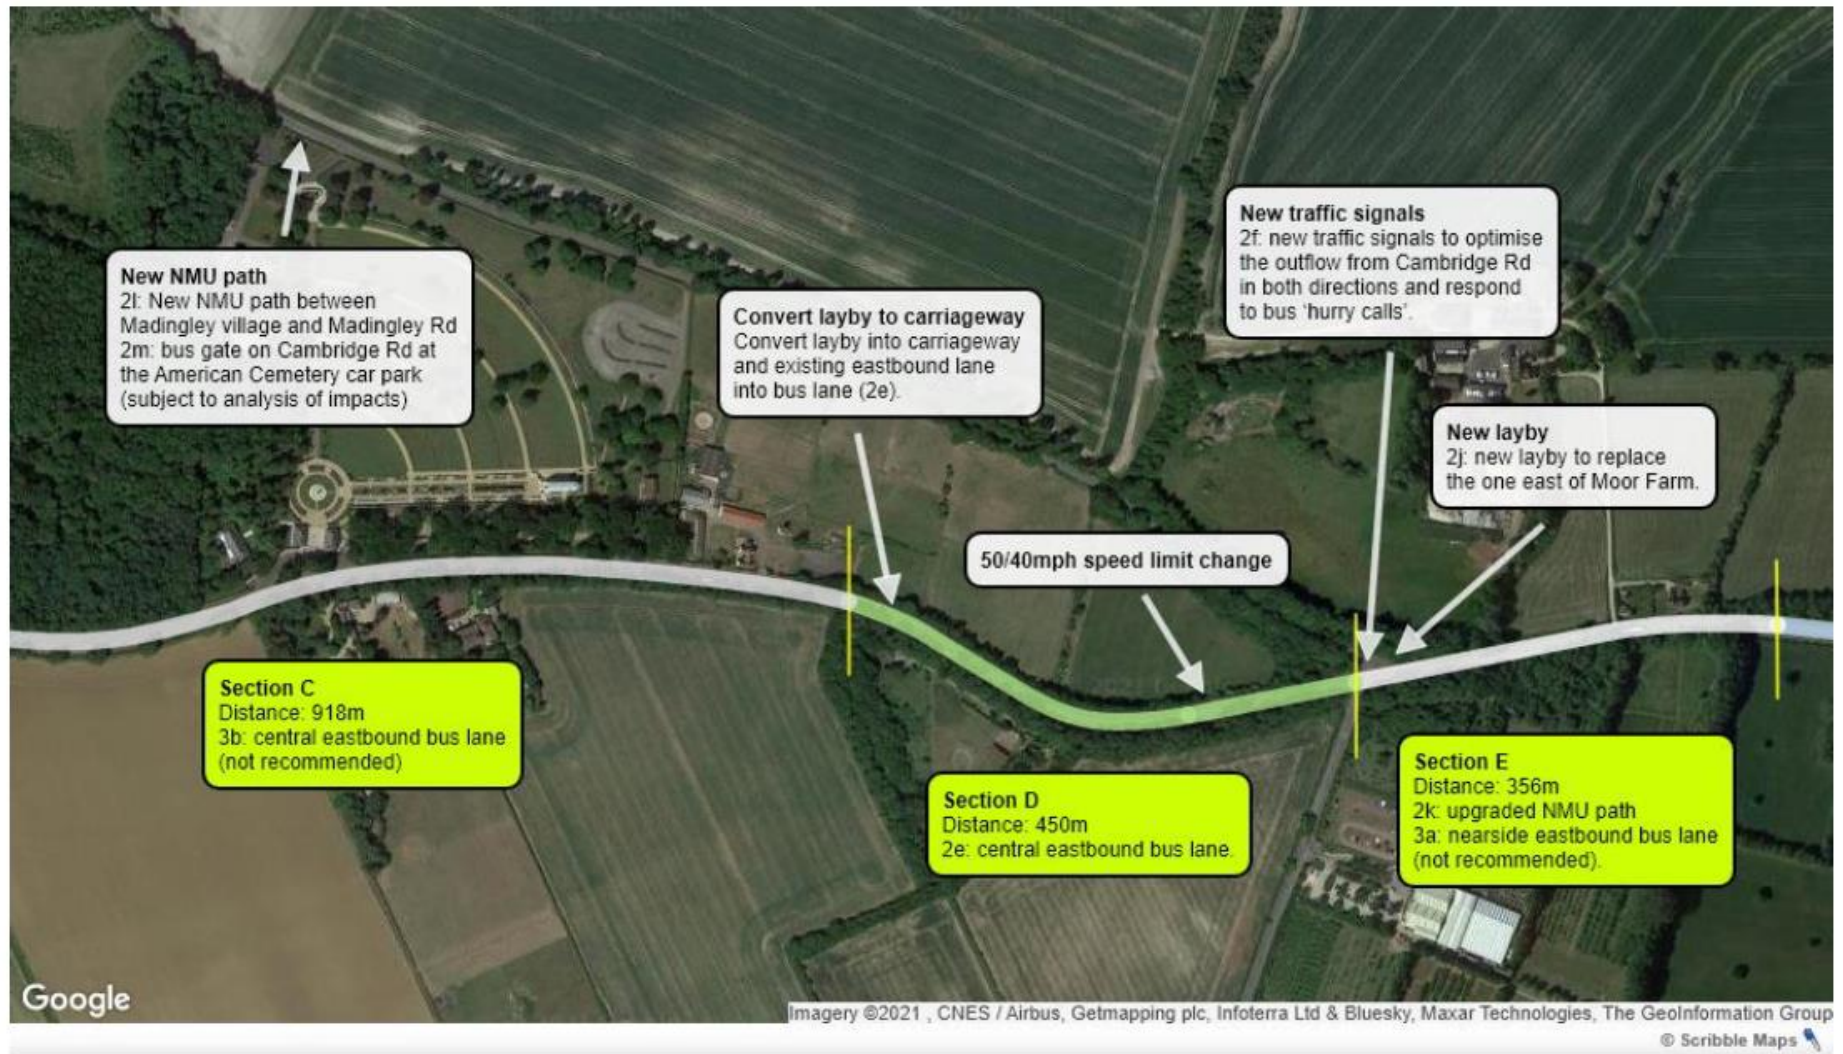 New NMU path
2l: New NMU path between
Madingley village and Madingley Rd
2m: bus gate on Cambridge Rd at
the American Cemetery car park
(subject to analysis of impacts)
Convert layby to carriageway
Convert layby into carriageway
and existing eastbound lane
into bus lane (2e).
New traffic signals
2f: new traffic signals to optimise
the outflow from Cambridge Rd
in both directions and respond
to bus ‘hurry calls’.
New layby
2j: new layby to replace
the one east of Moor Farm.
50/40mph speed limit change
Section C
Distance: 918m
3b: central eastbound bus lane
(not recommended)
Section D
Distance: 450m
2e: central eastbound bus lane.
Section E
Distance: 356m
2k: upgraded NMU path
3a: nearside eastbound bus lane
(not recommended).
Google
Imagery ©2021 , CNES / Airbus, Getmapping plc, Infoterra Ltd & Bluesky, Maxar Technologies, The GeoInformation Group
© Scribble Maps